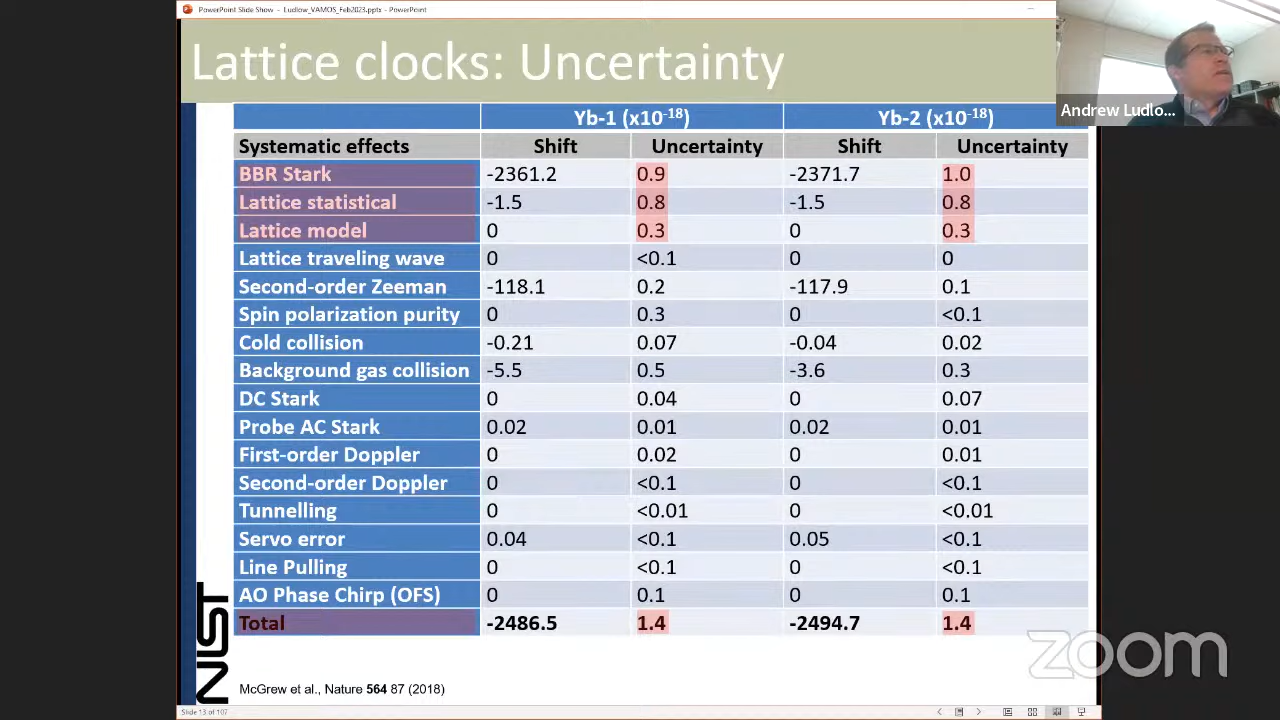 PowerPoint Slide Show - Ludlow_VAMOS_Feb2023.pptx - PowerPoint
Lattice clocks: Uncertainty
Andrew Ludlo...
Yb-1 (x10⁻¹⁸) Yb-2 (x10⁻¹⁸)
Systematic effects Shift Uncertainty Shift Uncertainty
BBR Stark -2361.2 0.9 -2371.7 1.0
Lattice statistical -1.5 0.8 -1.5 0.8
Lattice model 0 0.3 0 0.3
Lattice traveling wave 0 <0.1 0 0
Second-order Zeeman -118.1 0.2 -117.9 0.1
Spin polarization purity 0 0.3 0 <0.1
Cold collision -0.21 0.07 -0.04 0.02
Background gas collision -5.5 0.5 -3.6 0.3
DC Stark 0 0.04 0 0.07
Probe AC Stark 0.02 0.01 0.02 0.01
First-order Doppler 0 0.02 0 0.01
Second-order Doppler 0 <0.1 0 <0.1
Tunnelling 0 <0.01 0 <0.01
Servo error 0.04 <0.1 0.05 <0.1
Line Pulling 0 <0.1 0 <0.1
AO Phase Chirp (OFS) 0 0.1 0 0.1
Total -2486.5 1.4 -2494.7 1.4
NIST
zoom
McGrew et al., Nature 564 87 (2018)
Slide 13 of 107